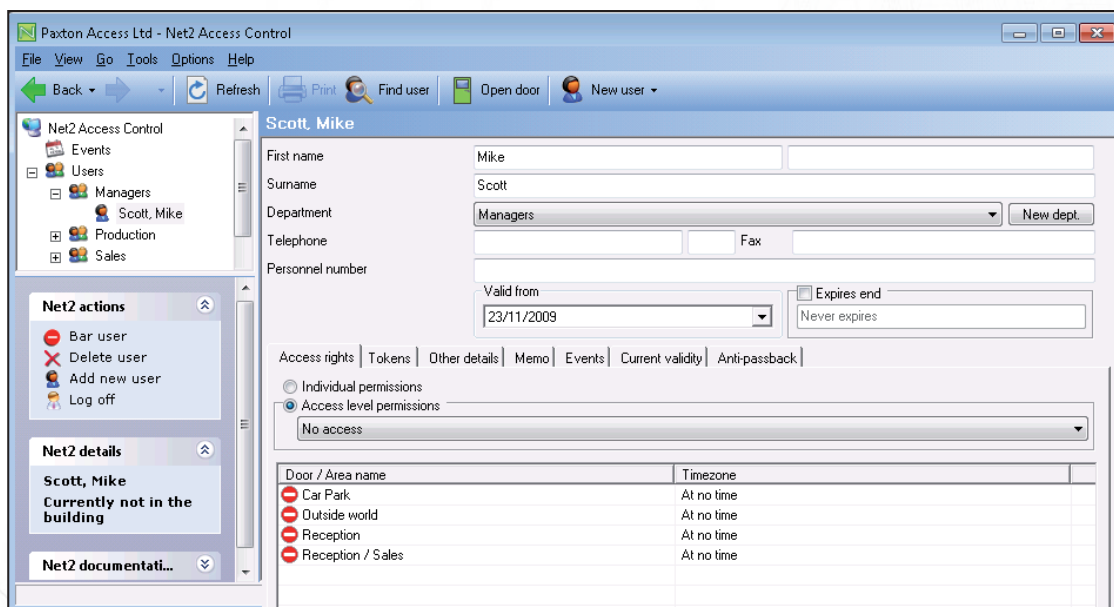 Paxton Access Ltd - Net2 Access Control
File View Go Tools Options Help
Back Refresh Print Find user Open door New user
Net2 Access Control
Events
Users
Managers
Scott, Mike
Production
Sales
Net2 actions
Bar user
Delete user
Add new user
Log off
Net2 details
Scott, Mike
Currently not in the
building
Net2 documentati...
Scott, Mike
First name Mike
Surname Scott
Department Managers New dept.
Telephone Fax
Personnel number
Valid from Expires end
23/11/2009 Never expires
Access rights Tokens Other details Memo Events Current validity Anti-passback
Individual permissions
Access level permissions
No access
Door / Area name Timezone
Car Park At no time
Outside world At no time
Reception At no time
Reception / Sales At no time